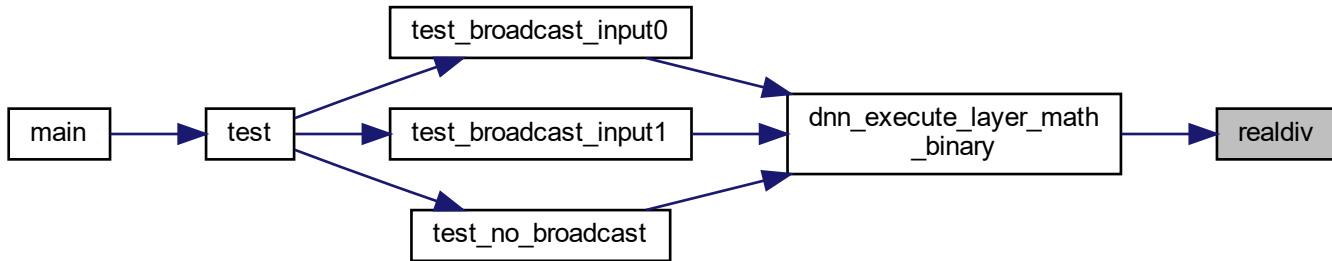 main
test
test_broadcast_input0
test_broadcast_input1
test_no_broadcast
dnn_execute_layer_math
_binary
realdiv